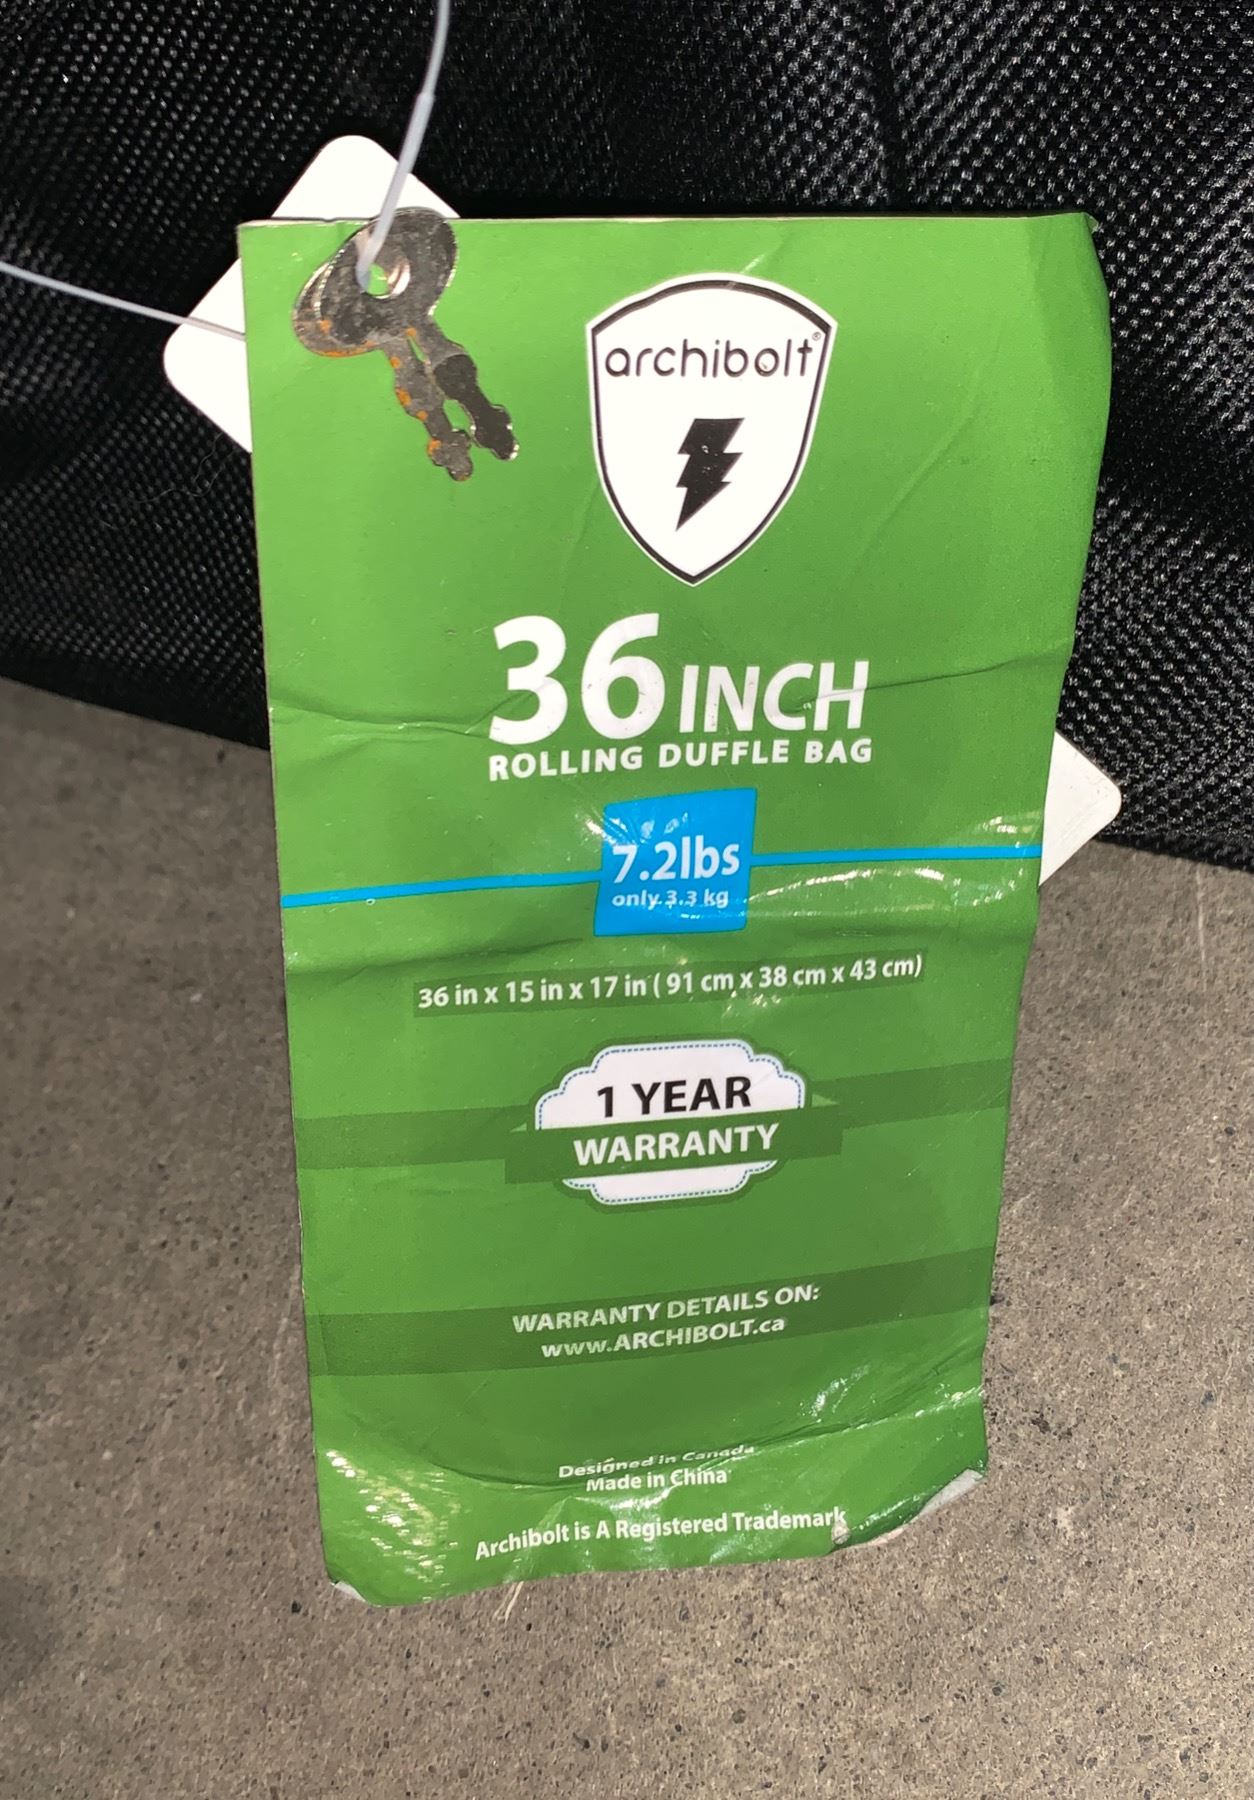 archibolt®
36 INCH
ROLLING DUFFLE BAG
7.2lbs
only 3.3 kg
36 in x 15 in x 17 in ( 91 cm x 38 cm x 43 cm)
1 YEAR
WARRANTY
WARRANTY DETAILS ON:
www.ARCHIBOLT.ca
Designed in Canada
Made in China
Archibolt is A Registered Trademark